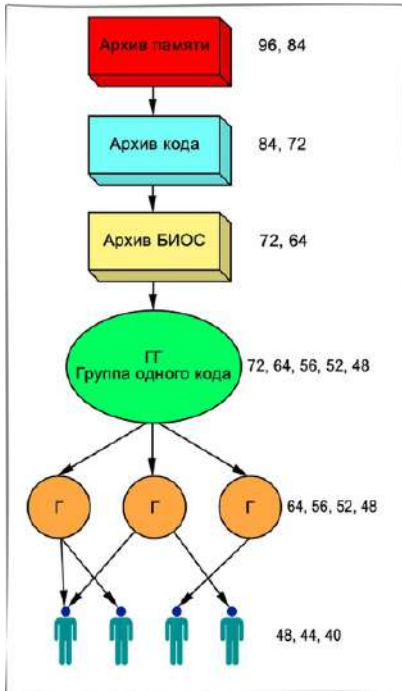 Архив памяти 96, 84
Архив кода 84, 72
Архив БИОС 72, 64
ГГ
Группа одного кода 72, 64, 56, 52, 48
Г Г Г 64, 56, 52, 48
48, 44, 40